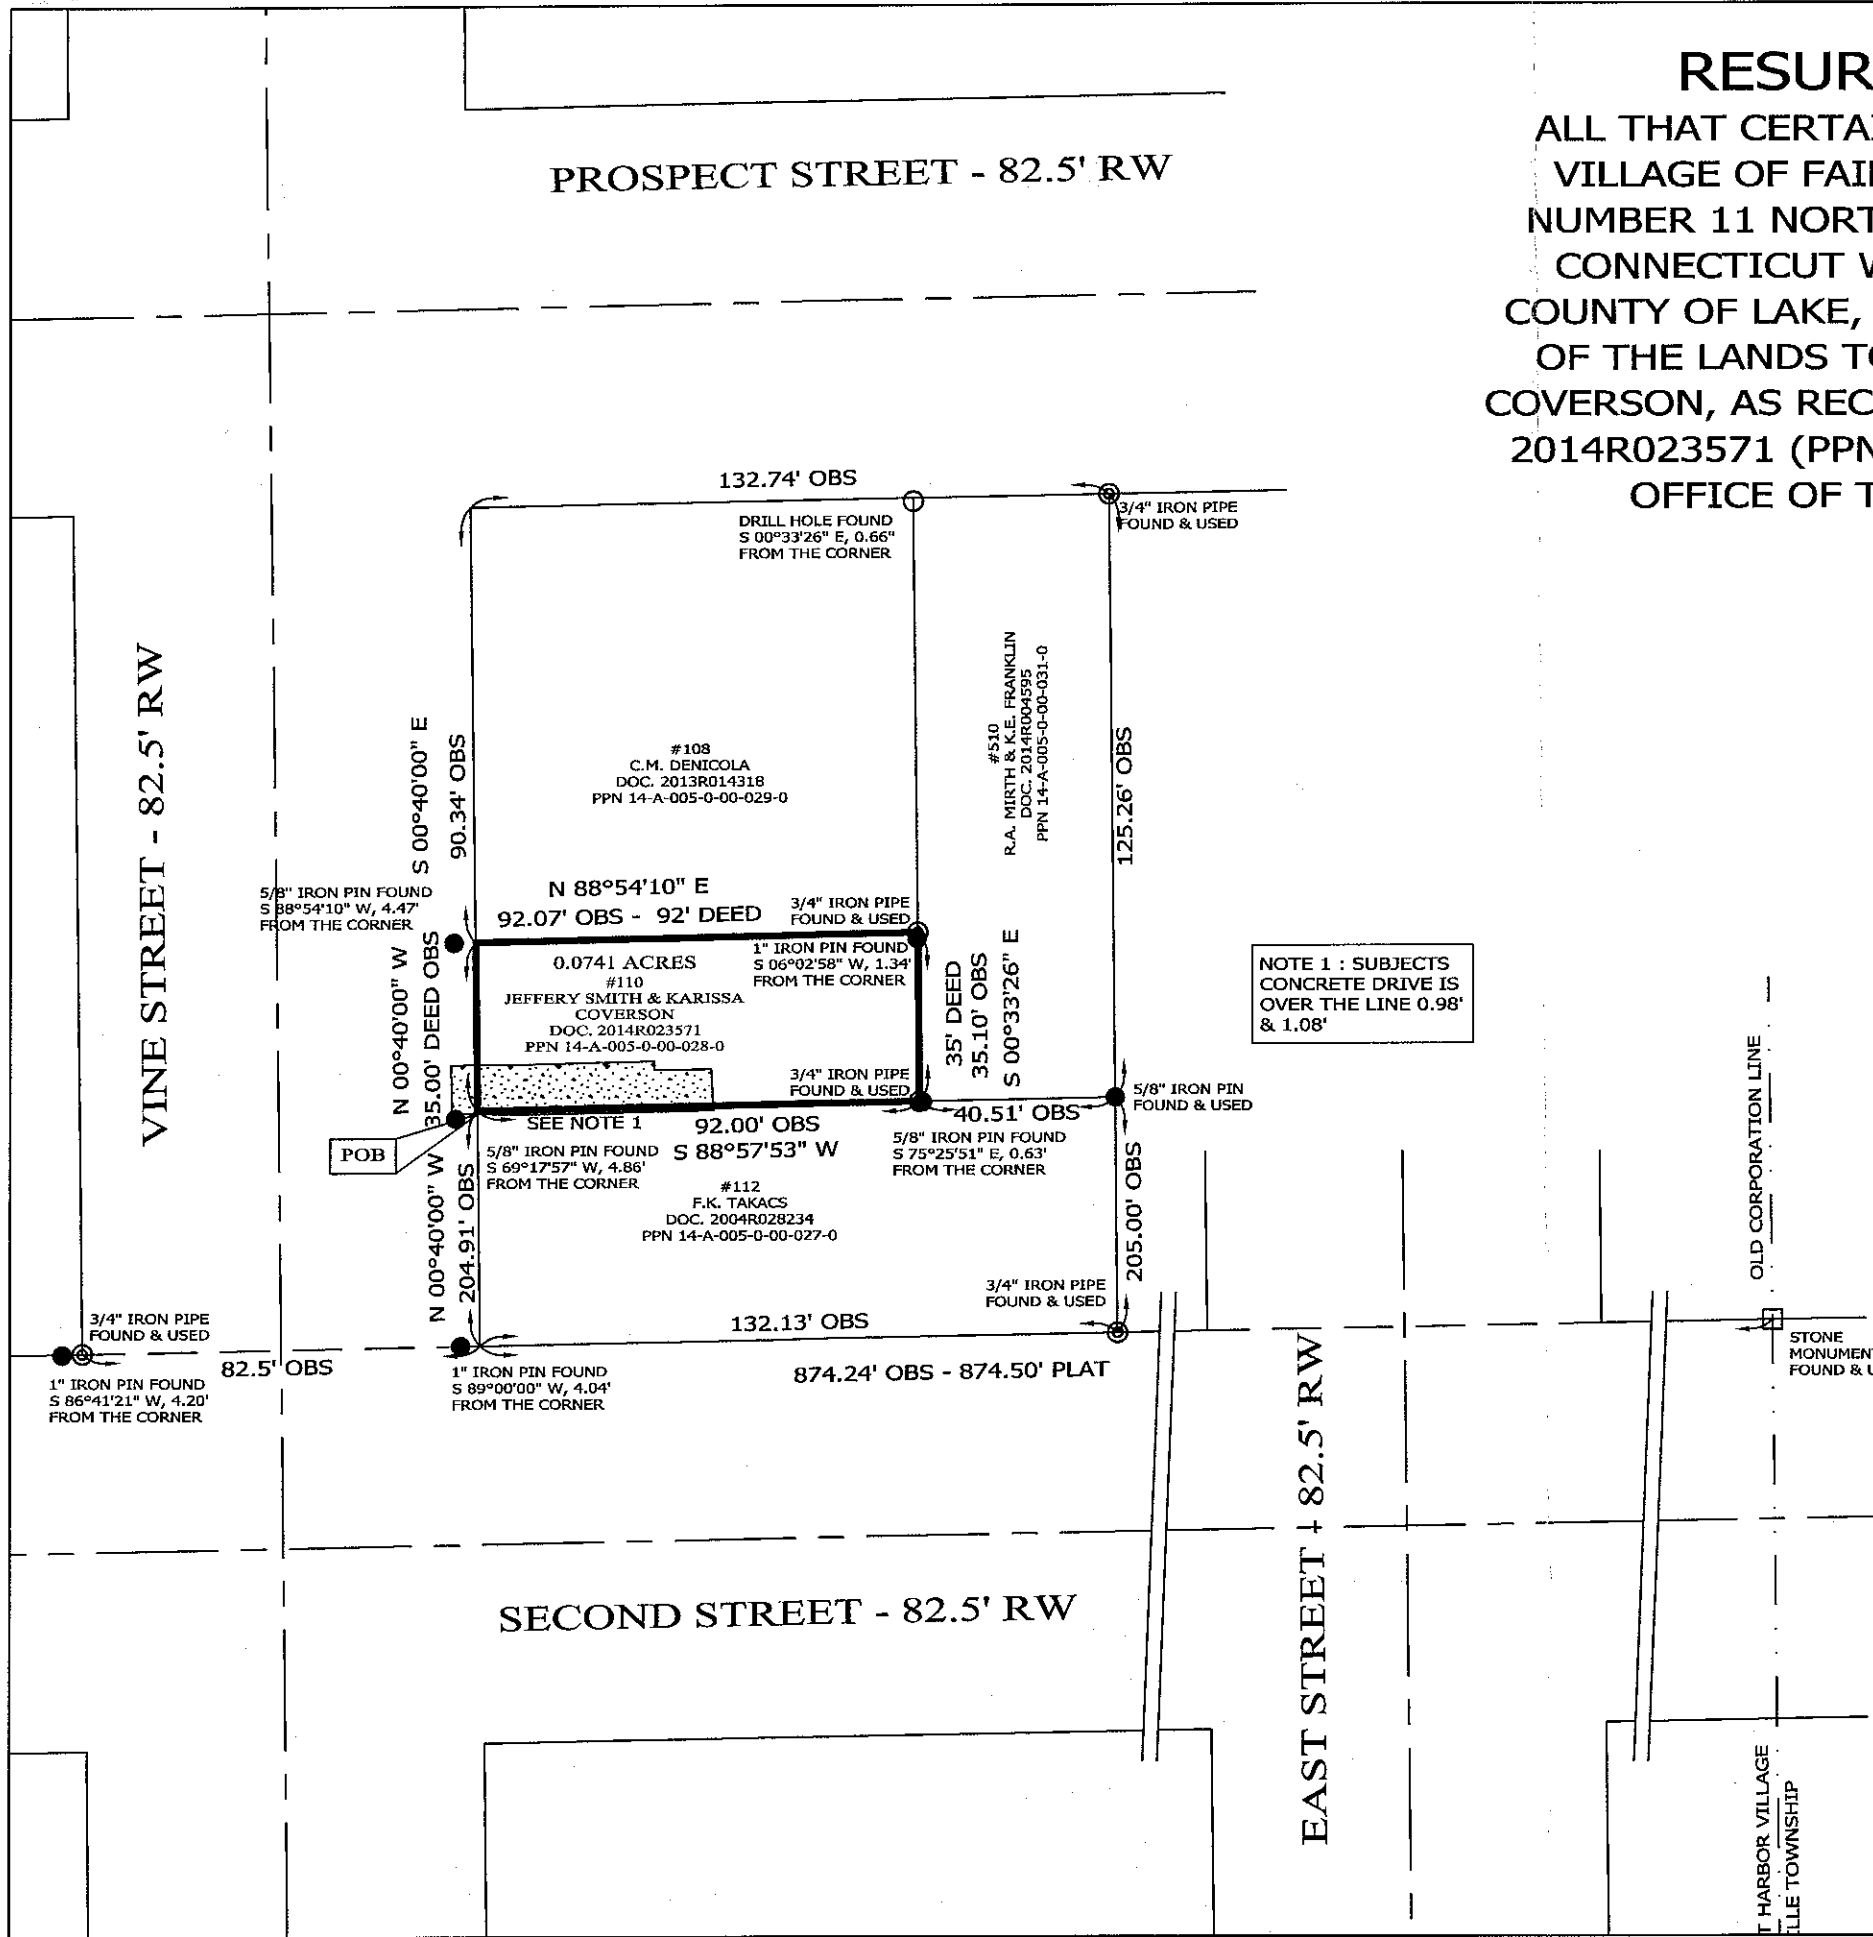 RESUR
ALL THAT CERTAI
VILLAGE OF FAI
NUMBER 11 NORT
CONNECTICUT W
COUNTY OF LAKE,
OF THE LANDS TO
COVERSON, AS REC
2014R023571 (PPN
OFFICE OF T
PROSPECT STREET - 82.5' RW
132.74' OBS
DRILL HOLE FOUND
S 00°33'26" E, 0.66"
FROM THE CORNER
3/4" IRON PIPE
FOUND & USED
VINE STREET - 82.5' RW
S 00°40'00" E
90.34' OBS
#108
C.M. DENICOLA
DOC. 2013R014318
PPN 14-A-005-0-00-029-0
#510
R.A. MIRTH & K.E. FRANKLIN
DOC. 2014R004595
PPN 14-A-005-0-00-031-0
125.26' OBS
5/8" IRON PIN FOUND
S 88°54'10" W, 4.47'
FROM THE CORNER
N 88°54'10" E
92.07' OBS - 92' DEED
3/4" IRON PIPE
FOUND & USED
1" IRON PIN FOUND
S 06°02'58" W, 1.34'
FROM THE CORNER
N 00°40'00" W
35.00' DEED OBS
0.0741 ACRES
#110
JEFFERY SMITH & KARISSA
COVERSON
DOC. 2014R023571
PPN 14-A-005-0-00-028-0
35' DEED
35.10' OBS
S 00°33'26" E
NOTE 1 : SUBJECTS
CONCRETE DRIVE IS
OVER THE LINE 0.98'
& 1.08'
3/4" IRON PIPE
FOUND & USED
5/8" IRON PIN
FOUND & USED
SEE NOTE 1
92.00' OBS
S 88°57'53" W
40.51' OBS
POB
5/8" IRON PIN FOUND
S 69°17'57" W, 4.86'
FROM THE CORNER
5/8" IRON PIN FOUND
S 75°25'51" E, 0.63'
FROM THE CORNER
N 00°40'00" W
204.91' OBS
#112
F.K. TAKACS
DOC. 2004R028234
PPN 14-A-005-0-00-027-0
205.00' OBS
OLD CORPORATION LINE
3/4" IRON PIPE
FOUND & USED
3/4" IRON PIPE
FOUND & USED
132.13' OBS
82.5' OBS
874.24' OBS - 874.50' PLAT
1" IRON PIN FOUND
S 86°41'21" W, 4.20'
FROM THE CORNER
1" IRON PIN FOUND
S 89°00'00" W, 4.04'
FROM THE CORNER
STONE
MONUMENT
FOUND & U
EAST STREET - 82.5' RW
SECOND STREET - 82.5' RW
T HARBOR VILLAGE
LLE TOWNSHIP